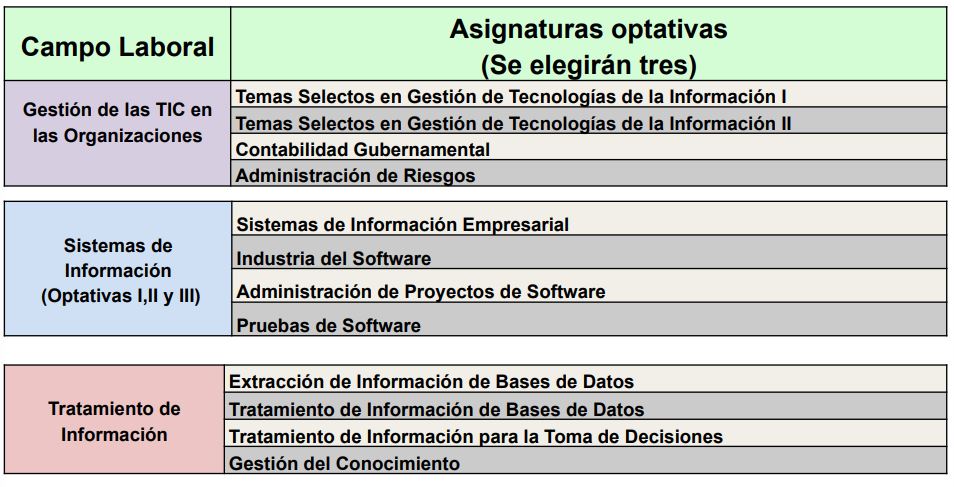 Campo Laboral
Asignaturas optativas
(Se elegirán tres)
Gestión de las TIC en
las Organizaciones
Temas Selectos en Gestión de Tecnologías de la Información I
Temas Selectos en Gestión de Tecnologías de la Información II
Contabilidad Gubernamental
Administración de Riesgos
Sistemas de
Información
(Optativas I,II y III)
Sistemas de Información Empresarial
Industria del Software
Administración de Proyectos de Software
Pruebas de Software
Tratamiento de
Información
Extracción de Información de Bases de Datos
Tratamiento de Información de Bases de Datos
Tratamiento de Información para la Toma de Decisiones
Gestión del Conocimiento